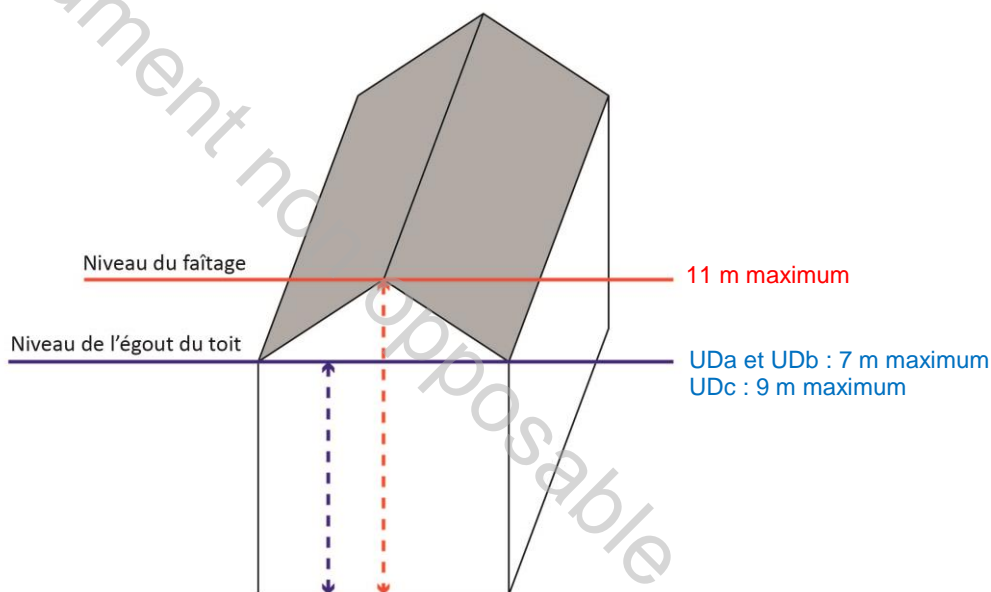 ument non opposable
Niveau du faîtage
11 m maximum
Niveau de l'égout du toit
UDa et UDb : 7 m maximum
UDc : 9 m maximum